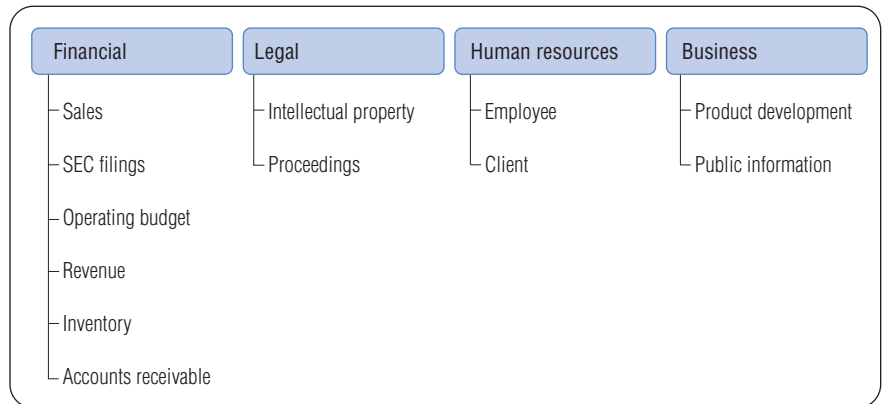 Financial
Sales
SEC filings
Operating budget
Revenue
Inventory
Accounts receivable
Legal
Intellectual property
Proceedings
Human resources
Employee
Client
Business
Product development
Public information